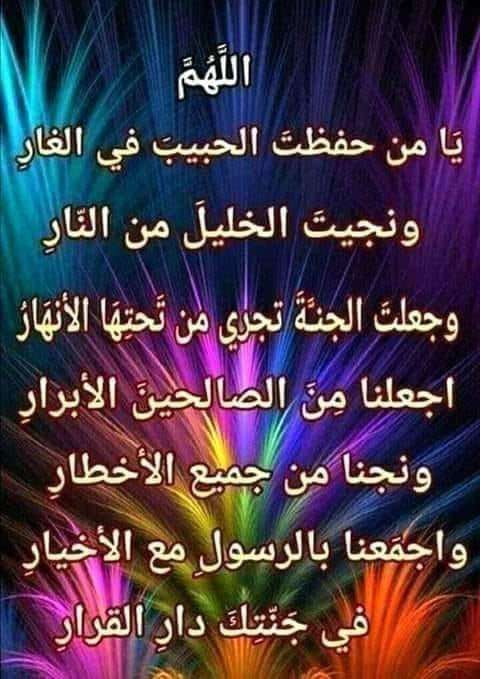 اللَّهُمَّ
يَا من حفظتَ الحبيبَ في الغارِ
ونجيتَ الخليلَ من النّارِ
وجعلتَ الجنَّةَ تجري من تَحتِهَا الأنهَارُ
اجعلنا مِنَ الصالحينَ الأبرارِ
ونجنا من جميع الأخطارِ
واجمَعنا بالرسولِ مع الأخيارِ
في جَنّتِكَ دارِ القرارِ